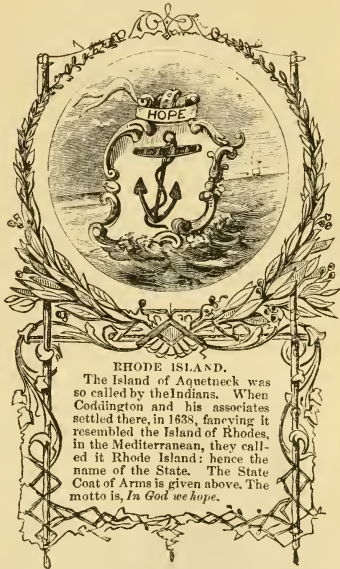 HOPE
RHODE ISLAND.
The Island of Aquetneck was
so called by the Indians. When
Coddington and his associates
settled there, in 1638, fancying it
resembled the Island of Rhodes,
in the Mediterranean, they call-
ed it Rhode Island: hence the
name of the State. The State
Coat of Arms is given above. The
motto is, In God we hope.